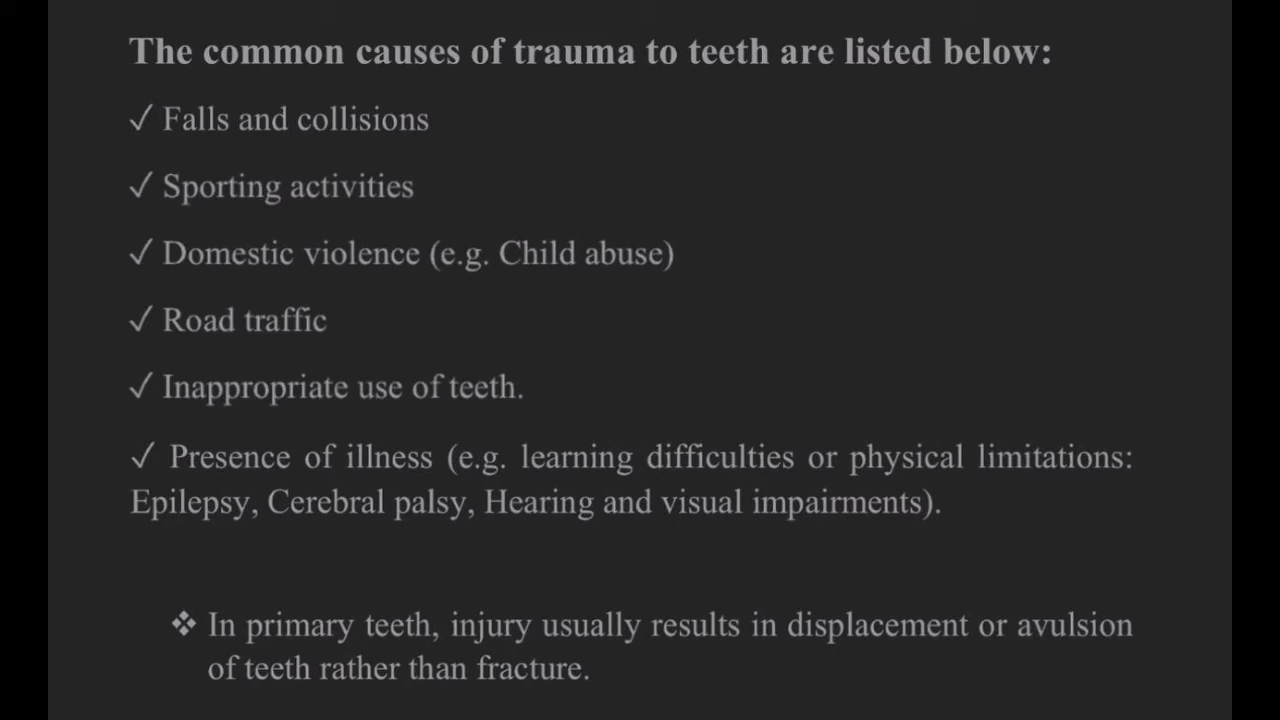 The common causes of trauma to teeth are listed below:
✓ Falls and collisions
✓ Sporting activities
✓ Domestic violence (e.g. Child abuse)
✓ Road traffic
✓ Inappropriate use of teeth.
✓ Presence of illness (e.g. learning difficulties or physical limitations:
Epilepsy, Cerebral palsy, Hearing and visual impairments).
❖ In primary teeth, injury usually results in displacement or avulsion
of teeth rather than fracture.